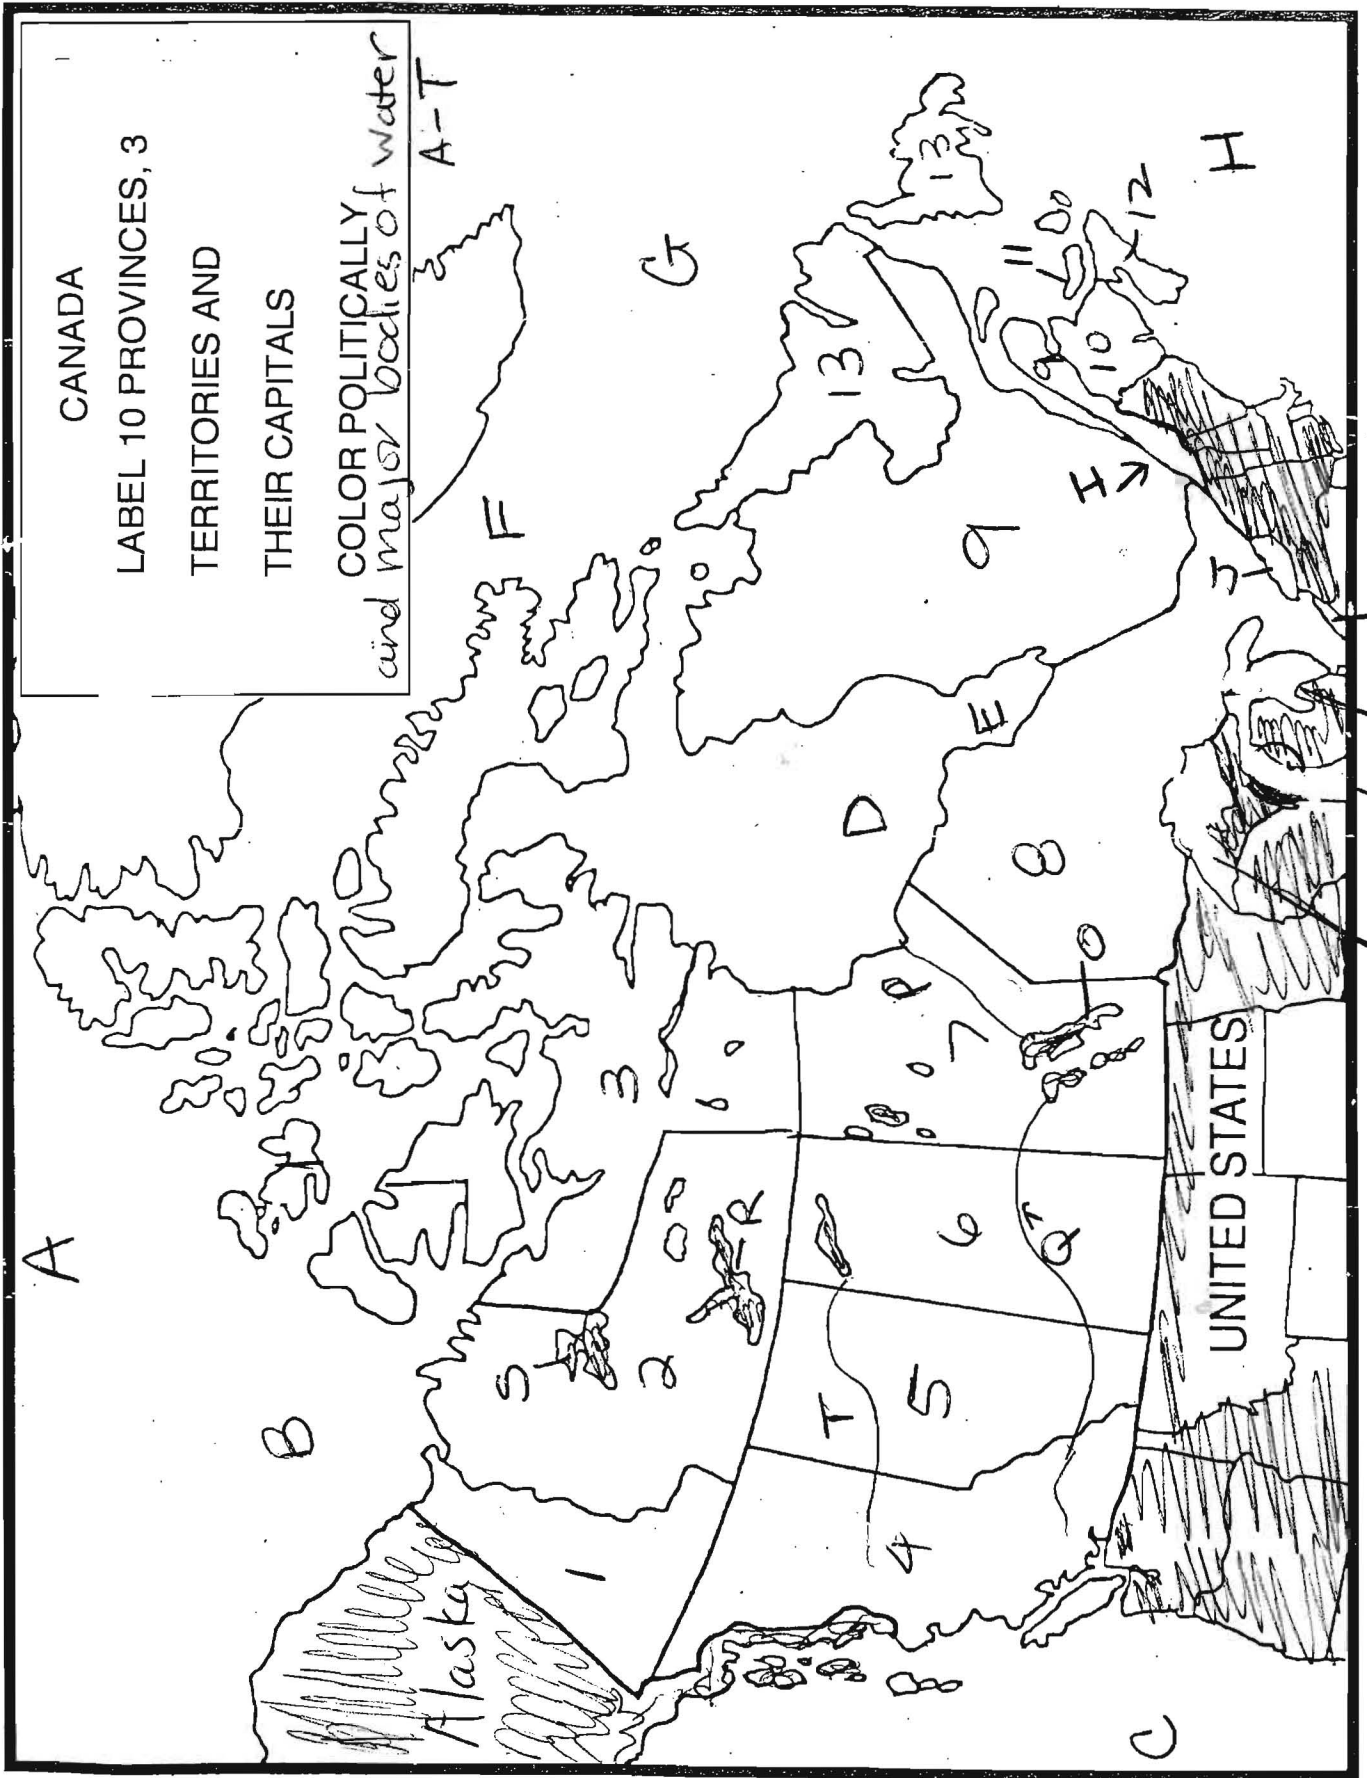 CANADA
LABEL 10 PROVINCES, 3
TERRITORIES AND
THEIR CAPITALS
COLOR POLITICALLY
and major bodies of water
A-T
A
B
Alaska
F
S
1
2
3
G
R
13
T
D
4
5
6
7
P
13
E
9
8
Q
O
11
9
10
12
I
C
H
J
UNITED STATES